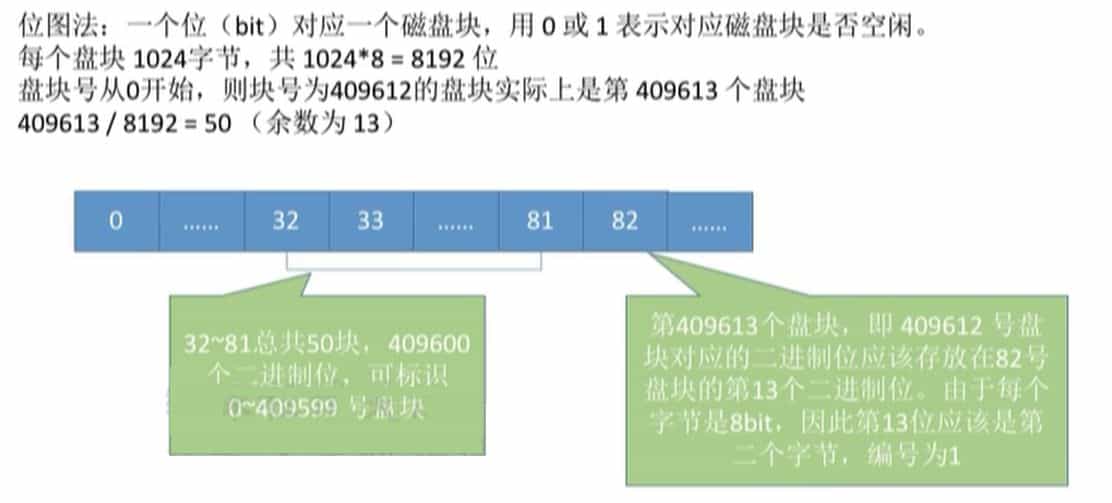 位图法：一个位（bit）对应一个磁盘块，用 0 或 1 表示对应磁盘块是否空闲。
每个盘块 1024字节，共 1024*8 = 8192 位
盘块号从0开始，则块号为409612的盘块实际上是第 409613 个盘块
409613 / 8192 = 50 （余数为 13）
0 ...... 32 33 ...... 81 82 ......
32~81总共50块，409600
个二进制位，可标识
0~409599 号盘块
第409613个盘块，即 409612 号盘
块对应的二进制位应该存放在82号
盘块的第13个二进制位。由于每个
字节是8bit，因此第13位应该是第
二个字节，编号为1